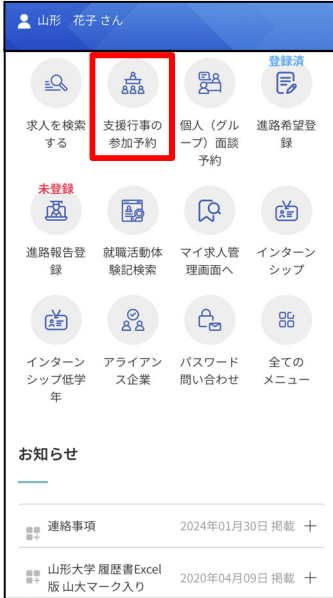 山形　花子 さん
登録済
求人を検索 支援行事の 個人（グル 進路希望登
する 参加予約 ープ）面談 録
予約
未登録
進路報告登 就職活動体 マイ求人管 インターン
録 験記検索 理画面へ シップ
インターン アライアン パスワード 全ての
シップ低学 ス企業 問い合わせ メニュー
年
お知らせ
連絡事項 2024年01月30日 掲載 +
山形大学 履歴書Excel
版 山大マーク入り 2020年04月09日 掲載 +